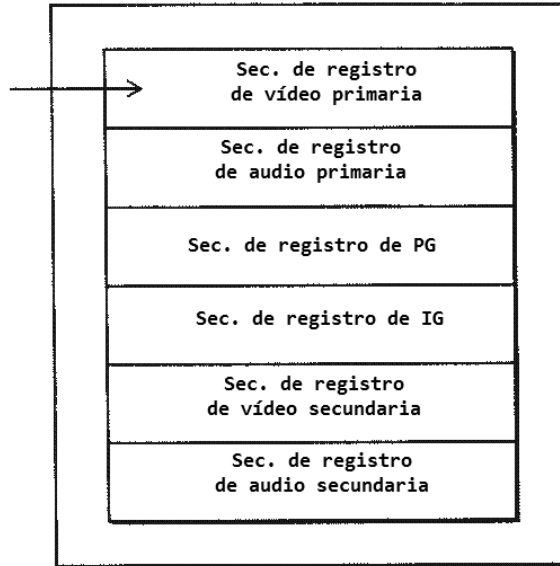 Sec. de registro
de vídeo primaria
Sec. de registro
de audio primaria
Sec. de registro de PG
Sec. de registro de IG
Sec. de registro
de vídeo secundaria
Sec. de registro
de audio secundaria